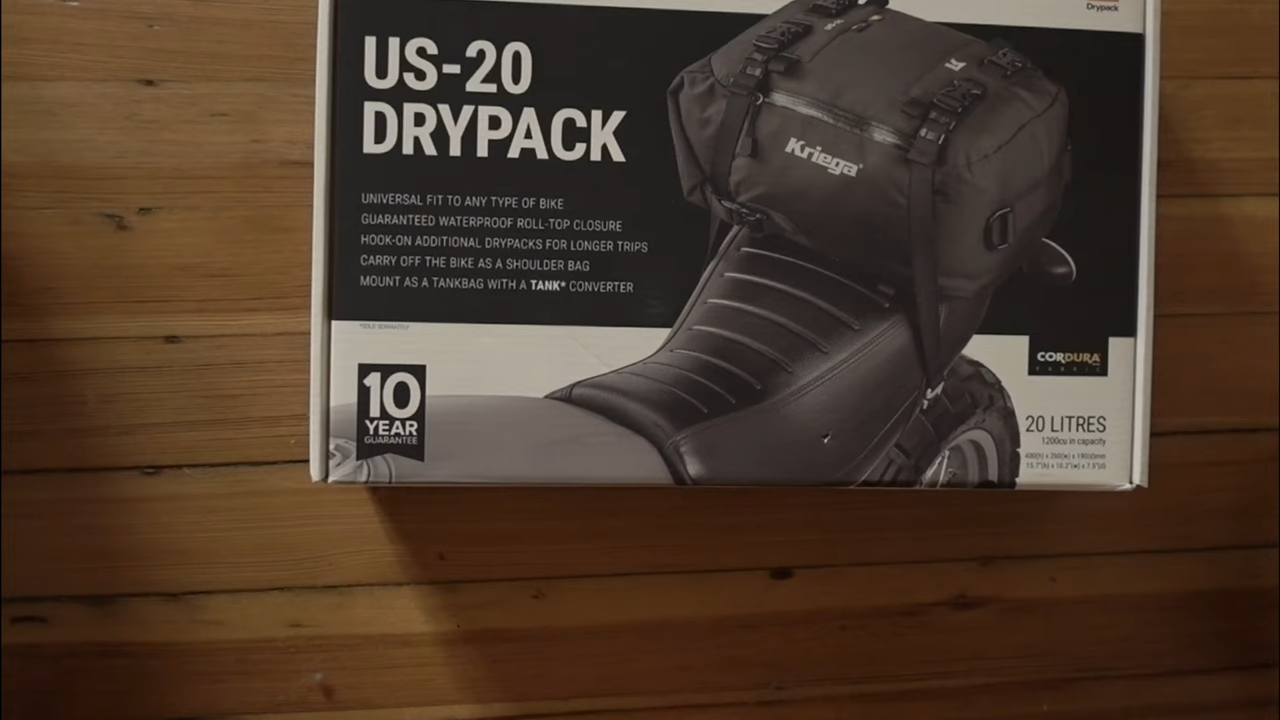 Drypack
US-20
DRYPACK
Kriega
UNIVERSAL FIT TO ANY TYPE OF BIKE
GUARANTEED WATERPROOF ROLL-TOP CLOSURE
HOOK-ON ADDITIONAL DRYPACKS FOR LONGER TRIPS
CARRY OFF THE BIKE AS A SHOULDER BAG
MOUNT AS A TANKBAG WITH A TANK* CONVERTER
*SOLD SEPARATELY
CORDURA
FABRIC
10
YEAR
GUARANTEE
20 LITRES
1200cu in capacity